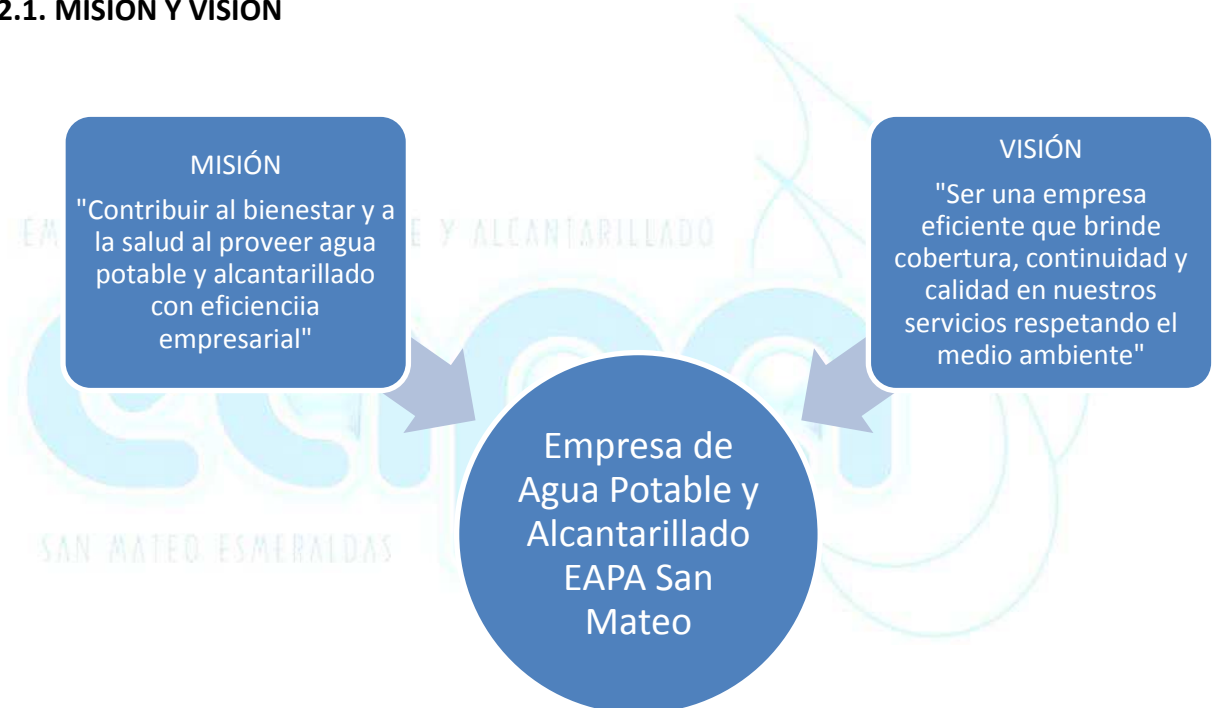 2.1. MISIÓN Y VISIÓN
MISIÓN
"Contribuir al bienestar y a
la salud al proveer agua
potable y alcantarillado
con eficienciia
empresarial"
VISIÓN
"Ser una empresa
eficiente que brinde
cobertura, continuidad y
calidad en nuestros
servicios respetando el
medio ambiente"
EM E Y ALCANTARILLADO
Empresa de
Agua Potable y
Alcantarillado
EAPA San
Mateo
SAN MATEO ESMERALDAS